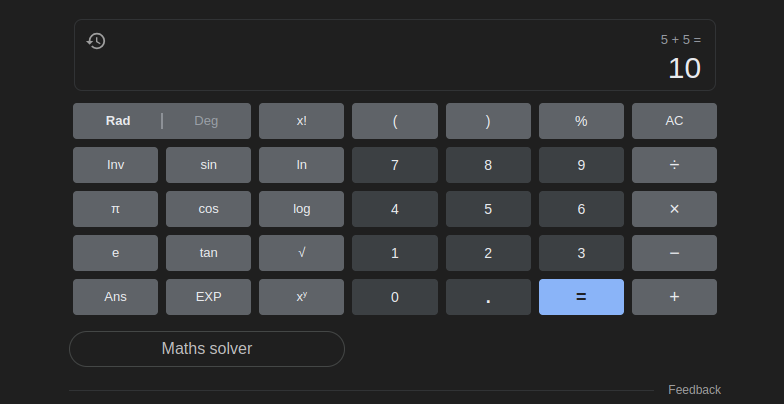 5 + 5 =
10
Rad | Deg x! ( ) % AC
Inv sin ln 7 8 9 ÷
π cos log 4 5 6 ×
e tan √ 1 2 3 −
Ans EXP xʸ 0 . = +
Maths solver
Feedback